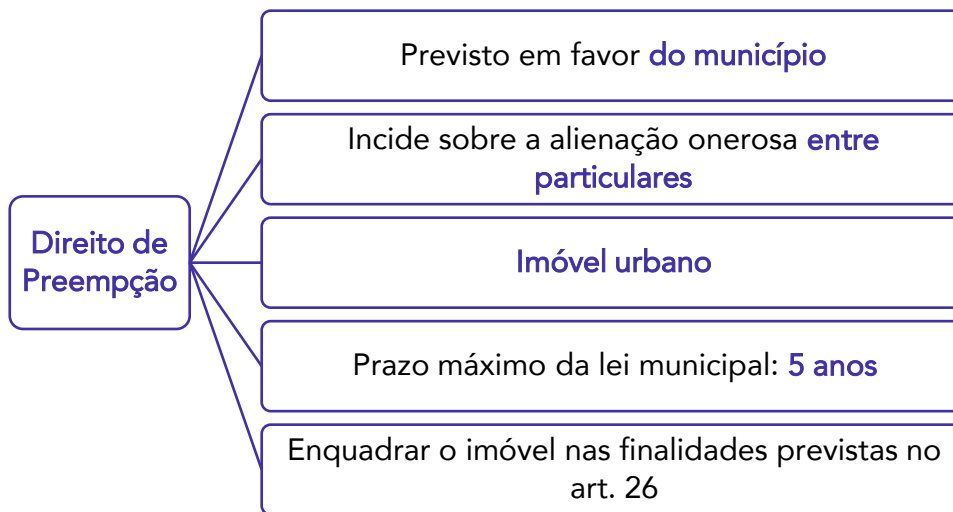 Previsto em favor do município
Incide sobre a alienação onerosa entre
particulares
Direito de
Preempção
Imóvel urbano
Prazo máximo da lei municipal: 5 anos
Enquadrar o imóvel nas finalidades previstas no
art. 26